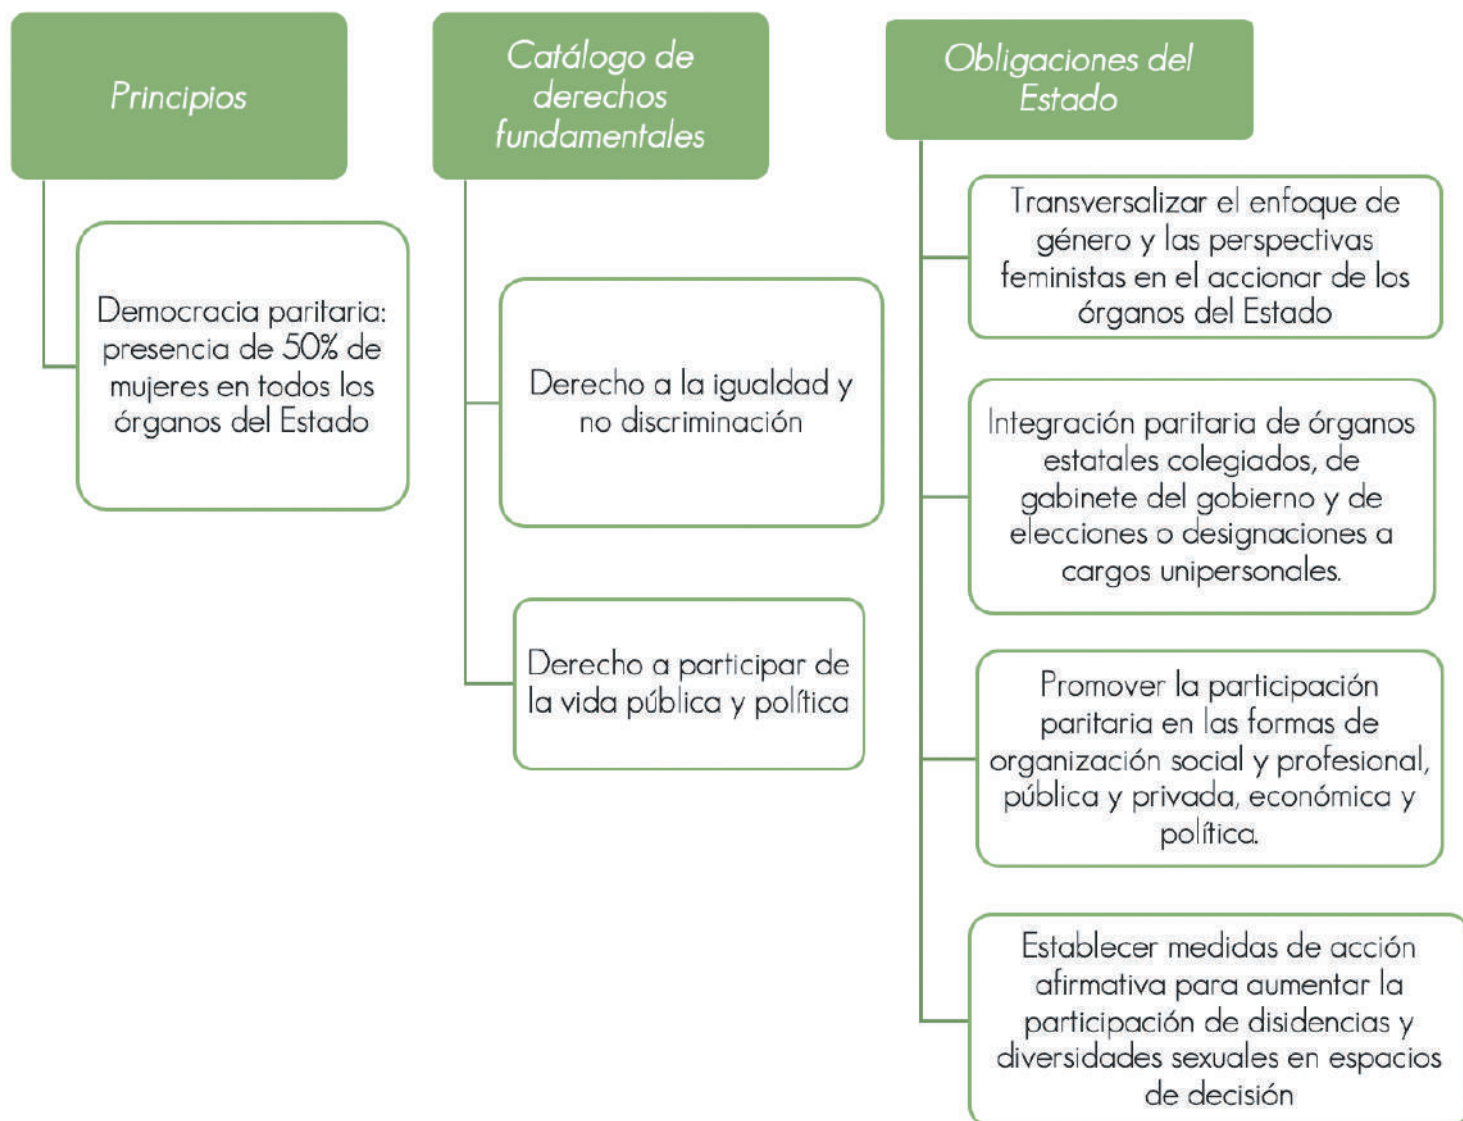 Principios
Democracia paritaria:
presencia de 50% de
mujeres en todos los
órganos del Estado
Catálogo de
derechos
fundamentales
Derecho a la igualdad y
no discriminación
Derecho a participar de
la vida pública y política
Obligaciones del
Estado
Transversalizar el enfoque de
género y las perspectivas
feministas en el accionar de los
órganos del Estado
Integración paritaria de órganos
estatales colegiados, de
gabinete del gobierno y de
elecciones o designaciones a
cargos unipersonales.
Promover la participación
paritaria en las formas de
organización social y profesional,
pública y privada, económica y
política.
Establecer medidas de acción
afirmativa para aumentar la
participación de disidencias y
diversidades sexuales en espacios
de decisión